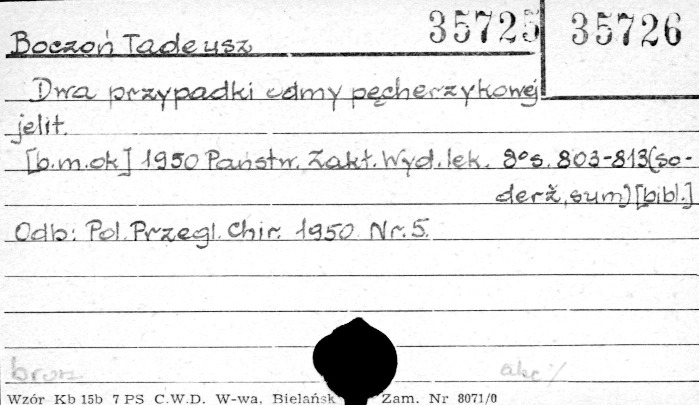 35725 35726
Boczoń Tadeusz
Dwa przypadki odmy pęcherzykowej
jelit.
[b.m.ok] 1950 Państw. Zakł. Wyd. lek. 8° s. 803-813 (so-
derž, sum) [bibl.]
Odb: Pol. Przegl. Chir. 1950 Nr. 5.
brosz akc
Wzór Kb 15b 7 PS C.W.D. W-wa, Bielańsk Zam. Nr 8071/0